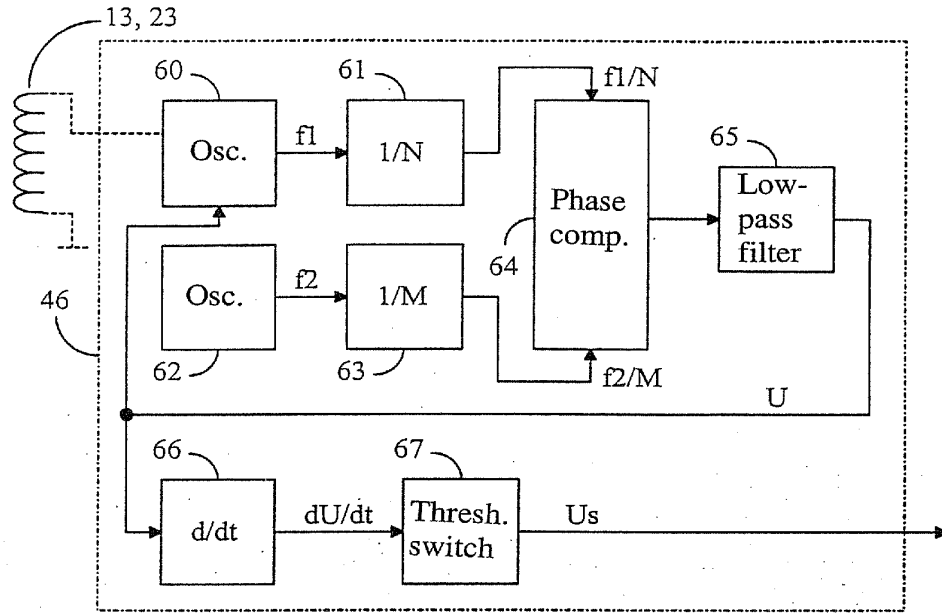 13, 23
60
61
f1/N
Osc.
f1
1/N
65
Low-
pass
filter
Phase
comp.
64
46
Osc.
f2
1/M
62
63
f2/M
U
66
67
d/dt
dU/dt
Thresh.
switch
Us